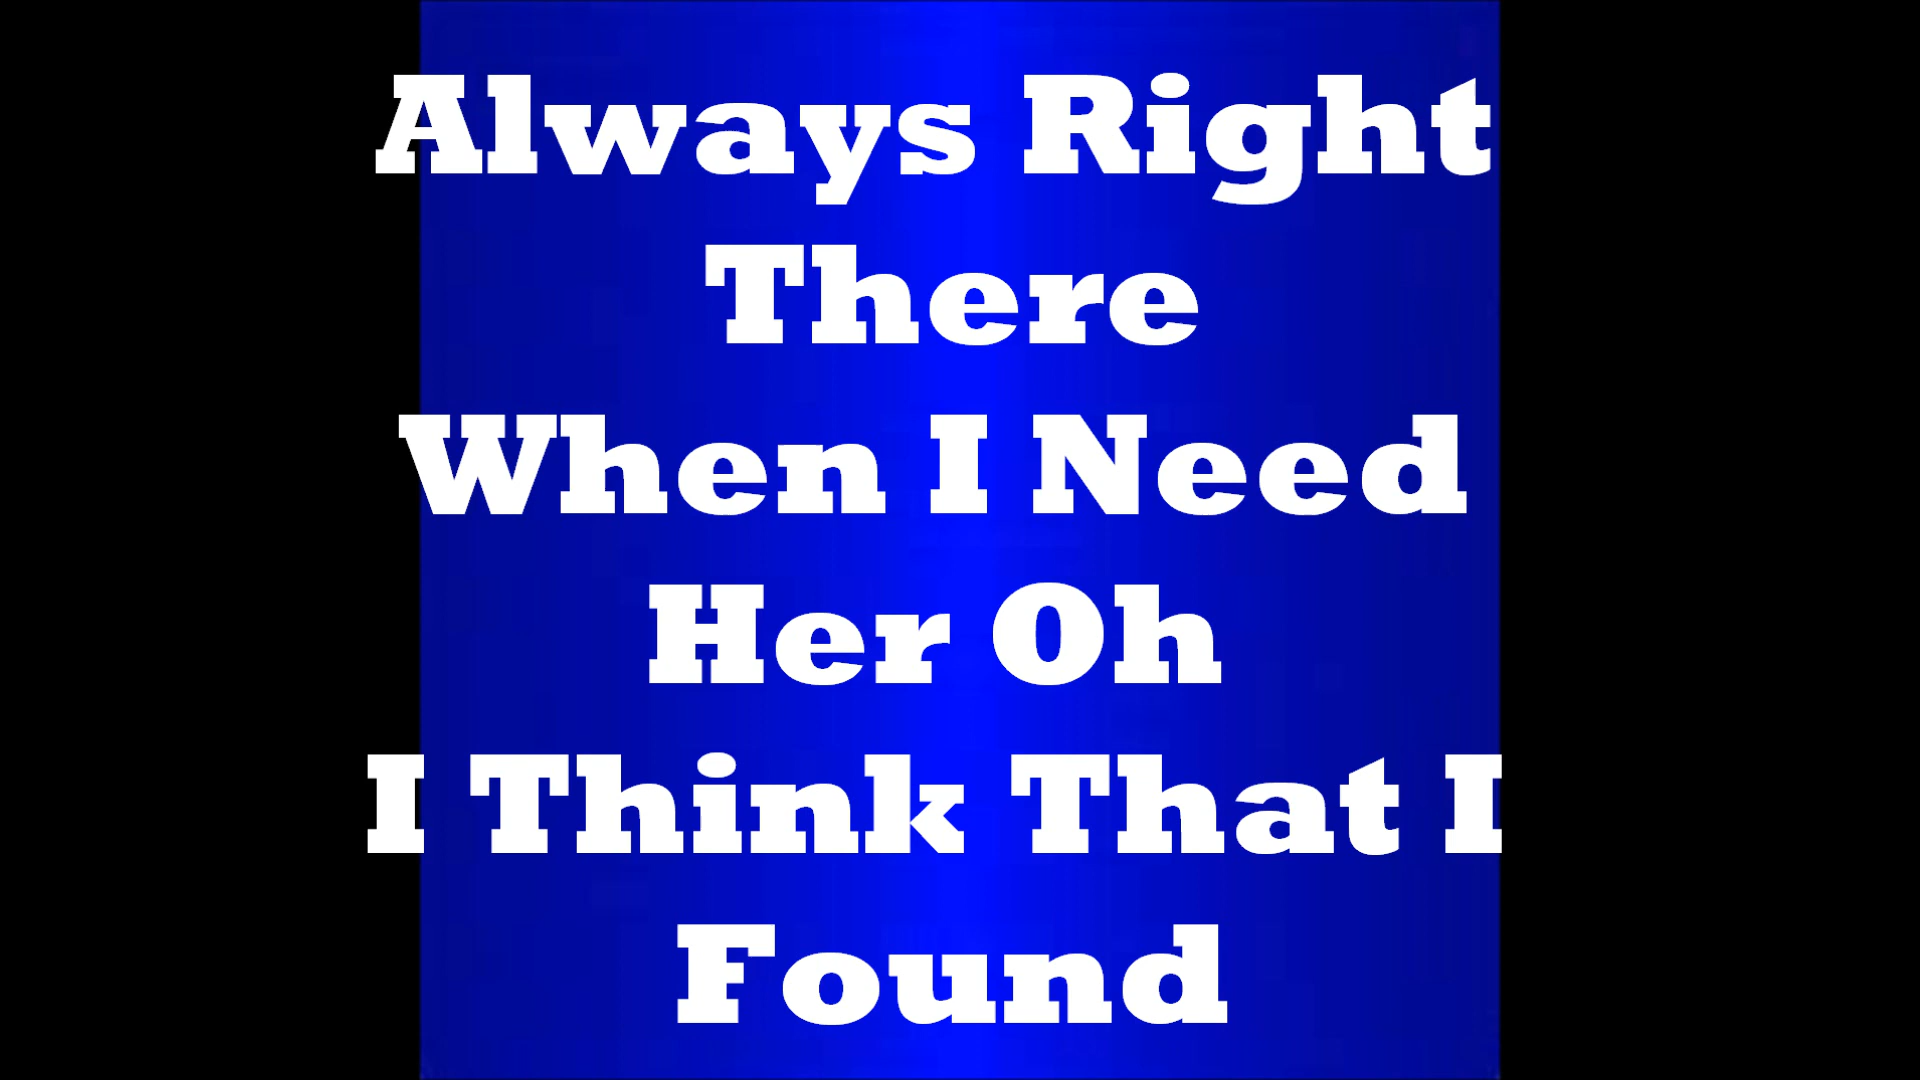 Always Right
There
When I Need
Her Oh
I Think That I
Found